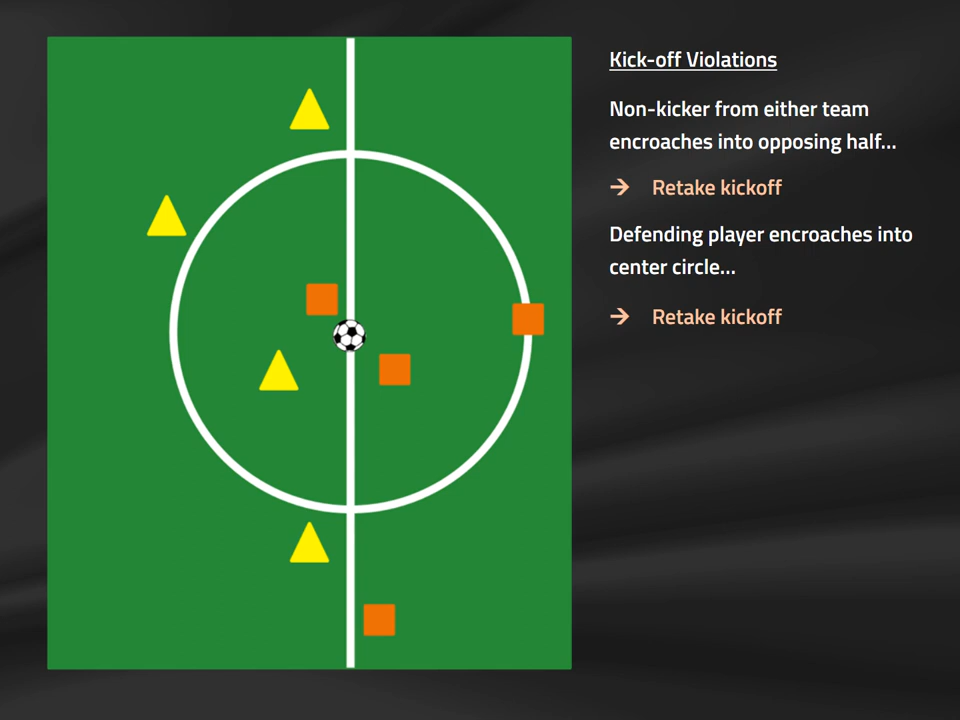 Kick-off Violations
Non-kicker from either team
encroaches into opposing half...
→ Retake kickoff
Defending player encroaches into
center circle...
→ Retake kickoff